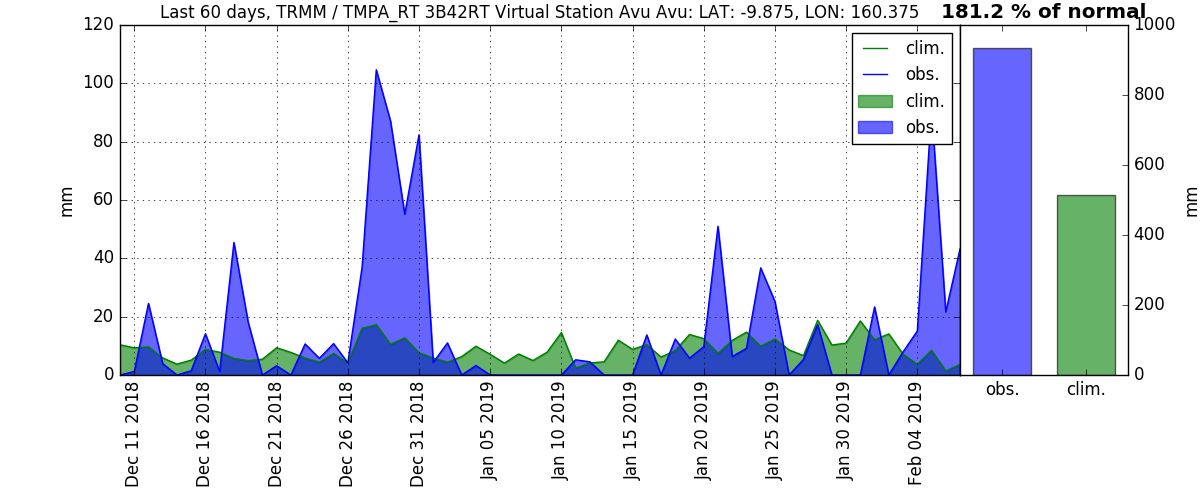 Last 60 days, TRMM / TMPA_RT 3B42RT Virtual Station Avu Avu: LAT: -9.875, LON: 160.375
181.2 % of normal
120
100
80
60
40
20
0
mm
clim.
obs.
clim.
obs.
Dec 11 2018
Dec 16 2018
Dec 21 2018
Dec 26 2018
Dec 31 2018
Jan 05 2019
Jan 10 2019
Jan 15 2019
Jan 20 2019
Jan 25 2019
Jan 30 2019
Feb 04 2019
1000
800
600
400
200
0
mm
obs.
clim.